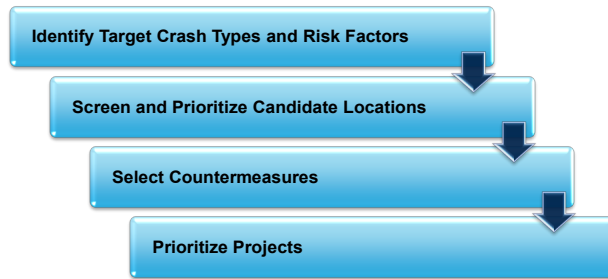 Identify Target Crash Types and Risk Factors
Screen and Prioritize Candidate Locations
Select Countermeasures
Prioritize Projects